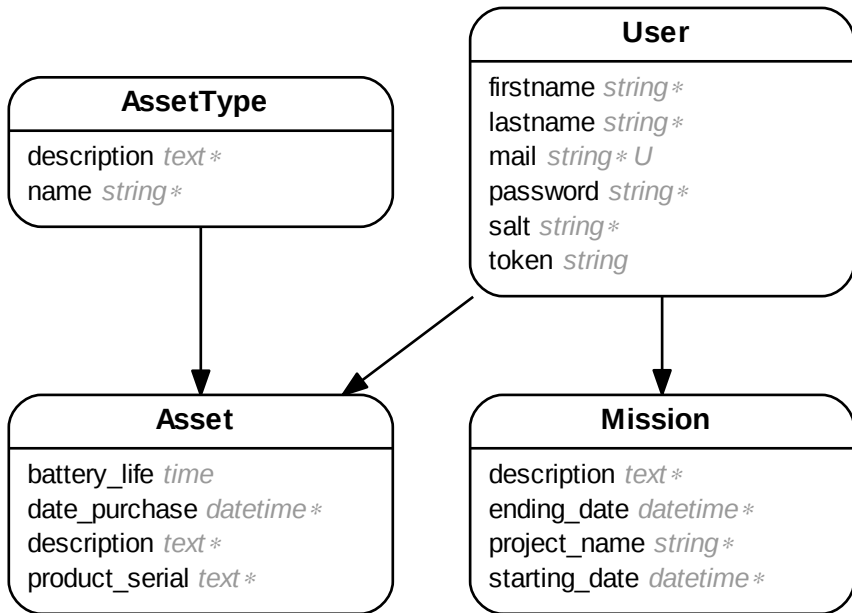 User
firstname string*
lastname string*
mail string* U
password string*
salt string*
token string
AssetType
description text*
name string*
Asset
battery_life time
date_purchase datetime*
description text*
product_serial text*
Mission
description text*
ending_date datetime*
project_name string*
starting_date datetime*